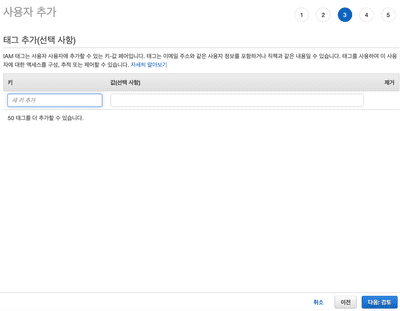 사용자 추가
1 2 3 4 5
태그 추가(선택 사항)
IAM 태그는 사용자 사용자에 추가할 수 있는 키-값 페어입니다. 태그는 이메일 주소와 같은 사용자 정보를 포함하거나 직책과 같은 내용일 수 있습니다. 태그를 사용하여 이 사용
자에 대한 액세스를 구성, 추적 또는 제어할 수 있습니다. 자세히 알아보기
키 값(선택 사항) 제거
새 키 추가
50 태그를 더 추가할 수 있습니다.
취소 이전 다음: 검토